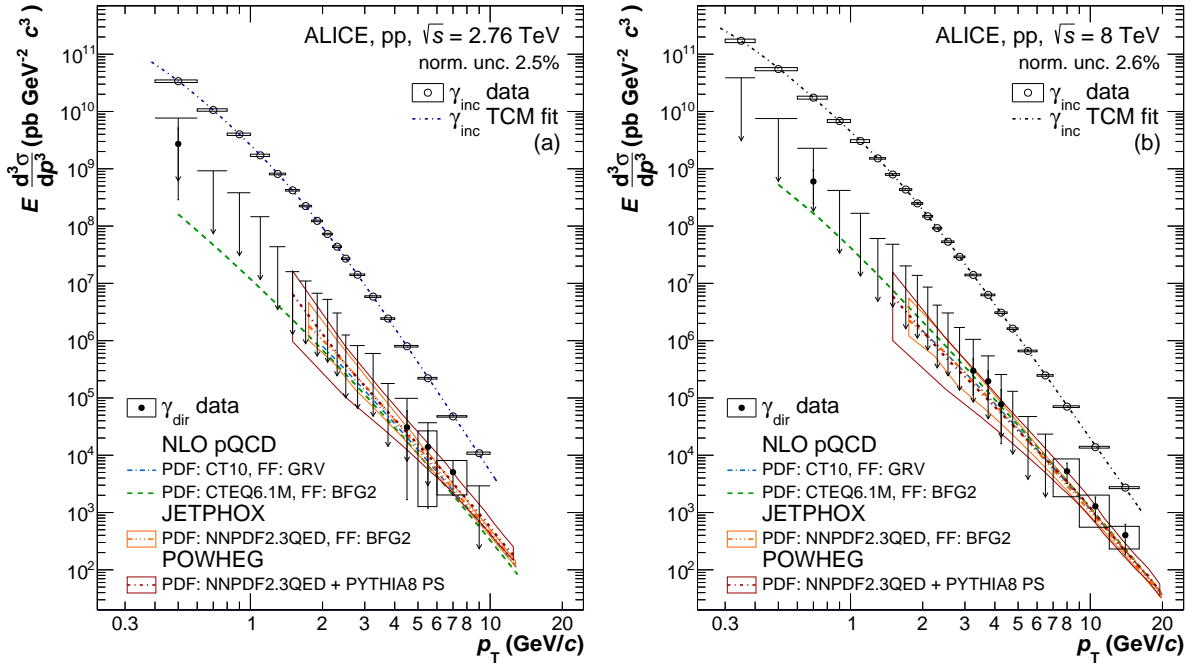 ALICE, pp, √s = 2.76 TeV
norm. unc. 2.5%
γinc data
γinc TCM fit
(a)
E d³σ/dp³ (pb GeV⁻² c³)
10¹¹
10¹⁰
10⁹
10⁸
10⁷
10⁶
10⁵
10⁴
10³
10²
γdir data
NLO pQCD
PDF: CT10, FF: GRV
PDF: CTEQ6.1M, FF: BFG2
JETPHOX
PDF: NNPDF2.3QED, FF: BFG2
POWHEG
PDF: NNPDF2.3QED + PYTHIA8 PS
0.3 1 2 3 4 5 6 7 8 10 20
pT (GeV/c)
ALICE, pp, √s = 8 TeV
norm. unc. 2.6%
γinc data
γinc TCM fit
(b)
E d³σ/dp³ (pb GeV⁻² c³)
10¹¹
10¹⁰
10⁹
10⁸
10⁷
10⁶
10⁵
10⁴
10³
10²
γdir data
NLO pQCD
PDF: CT10, FF: GRV
PDF: CTEQ6.1M, FF: BFG2
JETPHOX
PDF: NNPDF2.3QED, FF: BFG2
POWHEG
PDF: NNPDF2.3QED + PYTHIA8 PS
0.3 1 2 3 4 5 6 7 8 10 20
pT (GeV/c)